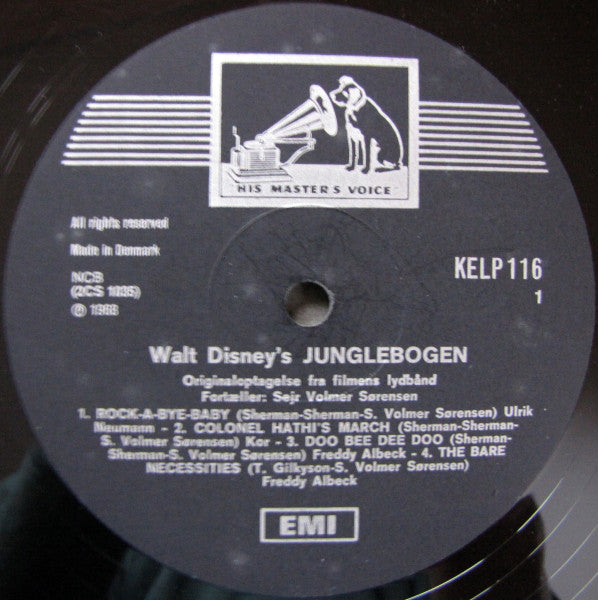 "HIS MASTER'S VOICE"
All rights reserved
Made in Denmark
NCB
(2CS 1035)
℗ 1968
KELP 116
1
Walt Disney's JUNGLEBOGEN
Originaloptagelse fra filmens lydbånd
Fortæller: Sejr Volmer Sørensen
1. ROCK-A-BYE-BABY (Sherman-Sherman-S. Volmer Sørensen) Ulrik
Neumann - 2. COLONEL HATHI'S MARCH (Sherman-Sherman-
S. Volmer Sørensen) Kor - 3. DOO BEE DEE DOO (Sherman-
Sherman-S. Volmer Sørensen) Freddy Albeck - 4. THE BARE
NECESSITIES (T. Gilkyson-S. Volmer Sørensen)
Freddy Albeck
EMI